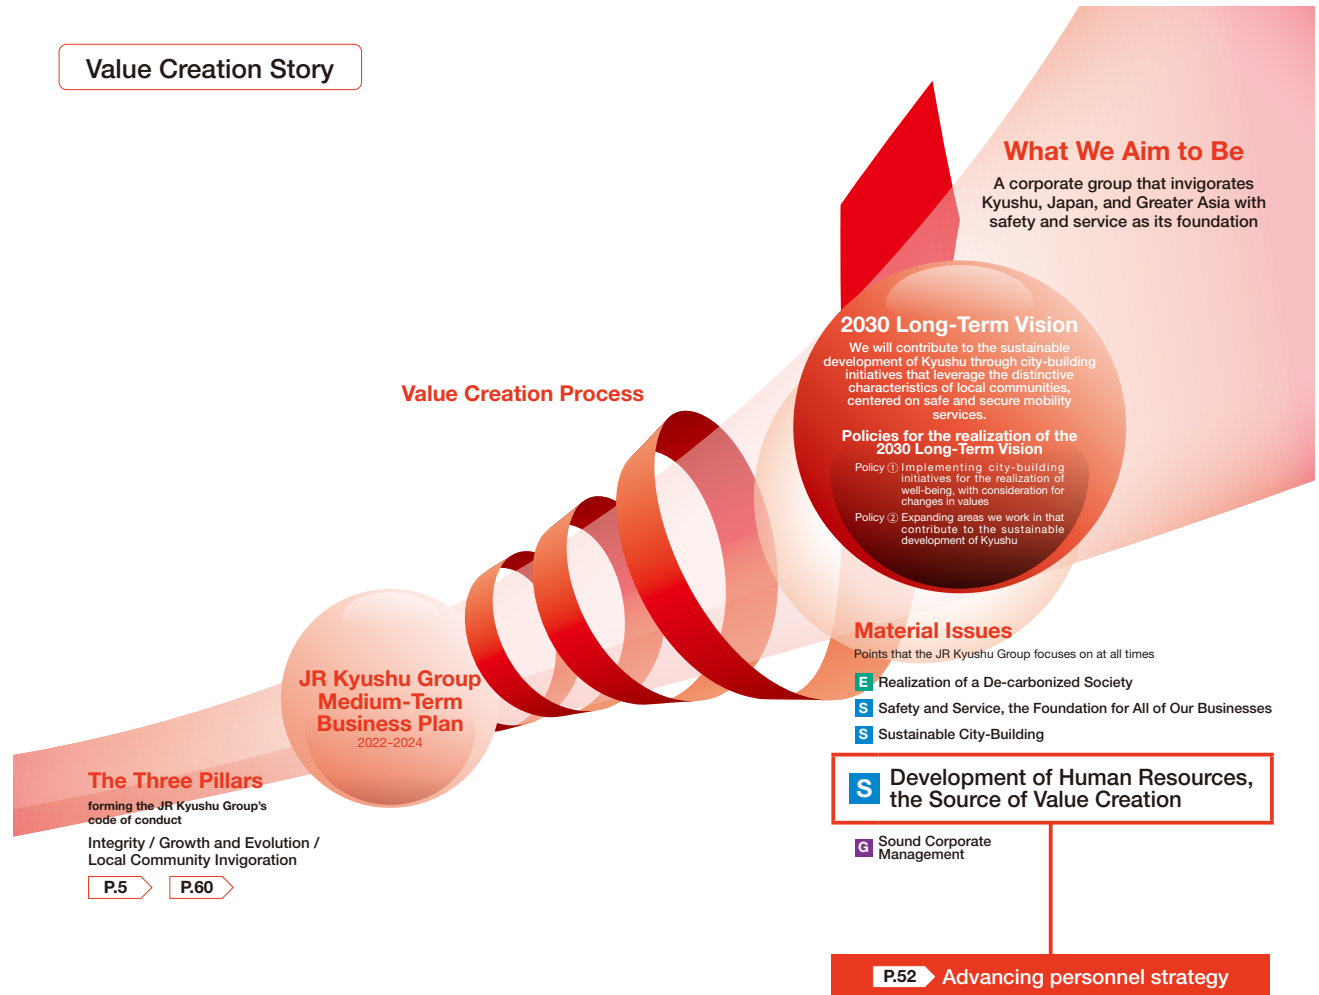 Value Creation Story
What We Aim to Be
A corporate group that invigorates
Kyushu, Japan, and Greater Asia with
safety and service as its foundation
2030 Long-Term Vision
We will contribute to the sustainable
development of Kyushu through city-building
initiatives that leverage the distinctive
characteristics of local communities,
centered on safe and secure mobility
services.
Policies for the realization of the
2030 Long-Term Vision
Policy ① Implementing city-building
initiatives for the realization of
well-being, with consideration for
changes in values
Policy ② Expanding areas we work in that
contribute to the sustainable
development of Kyushu
Value Creation Process
JR Kyushu Group
Medium-Term
Business Plan
2022–2024
The Three Pillars
forming the JR Kyushu Group's
code of conduct
Integrity / Growth and Evolution /
Local Community Invigoration
P.5 P.60
Material Issues
Points that the JR Kyushu Group focuses on at all times
E Realization of a De-carbonized Society
S Safety and Service, the Foundation for All of Our Businesses
S Sustainable City-Building
S Development of Human Resources,
the Source of Value Creation
G Sound Corporate
Management
P.52 Advancing personnel strategy